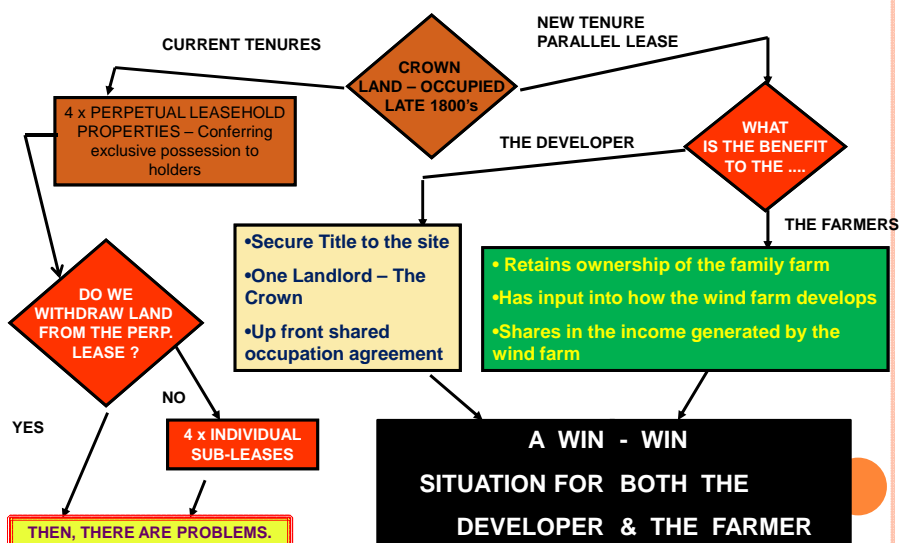 CURRENT TENURES
NEW TENURE
PARALLEL LEASE
CROWN
LAND – OCCUPIED
LATE 1800's
4 x PERPETUAL LEASEHOLD
PROPERTIES – Conferring
exclusive possession to
holders
WHAT
IS THE BENEFIT
TO THE ....
THE DEVELOPER
THE FARMERS
•Secure Title to the site
•One Landlord – The
Crown
•Up front shared
occupation agreement
• Retains ownership of the family farm
•Has input into how the wind farm develops
•Shares in the income generated by the
wind farm
DO WE
WITHDRAW LAND
FROM THE PERP.
LEASE ?
YES
NO
4 x INDIVIDUAL
SUB-LEASES
THEN, THERE ARE PROBLEMS.
A WIN - WIN
SITUATION FOR BOTH THE
DEVELOPER & THE FARMER